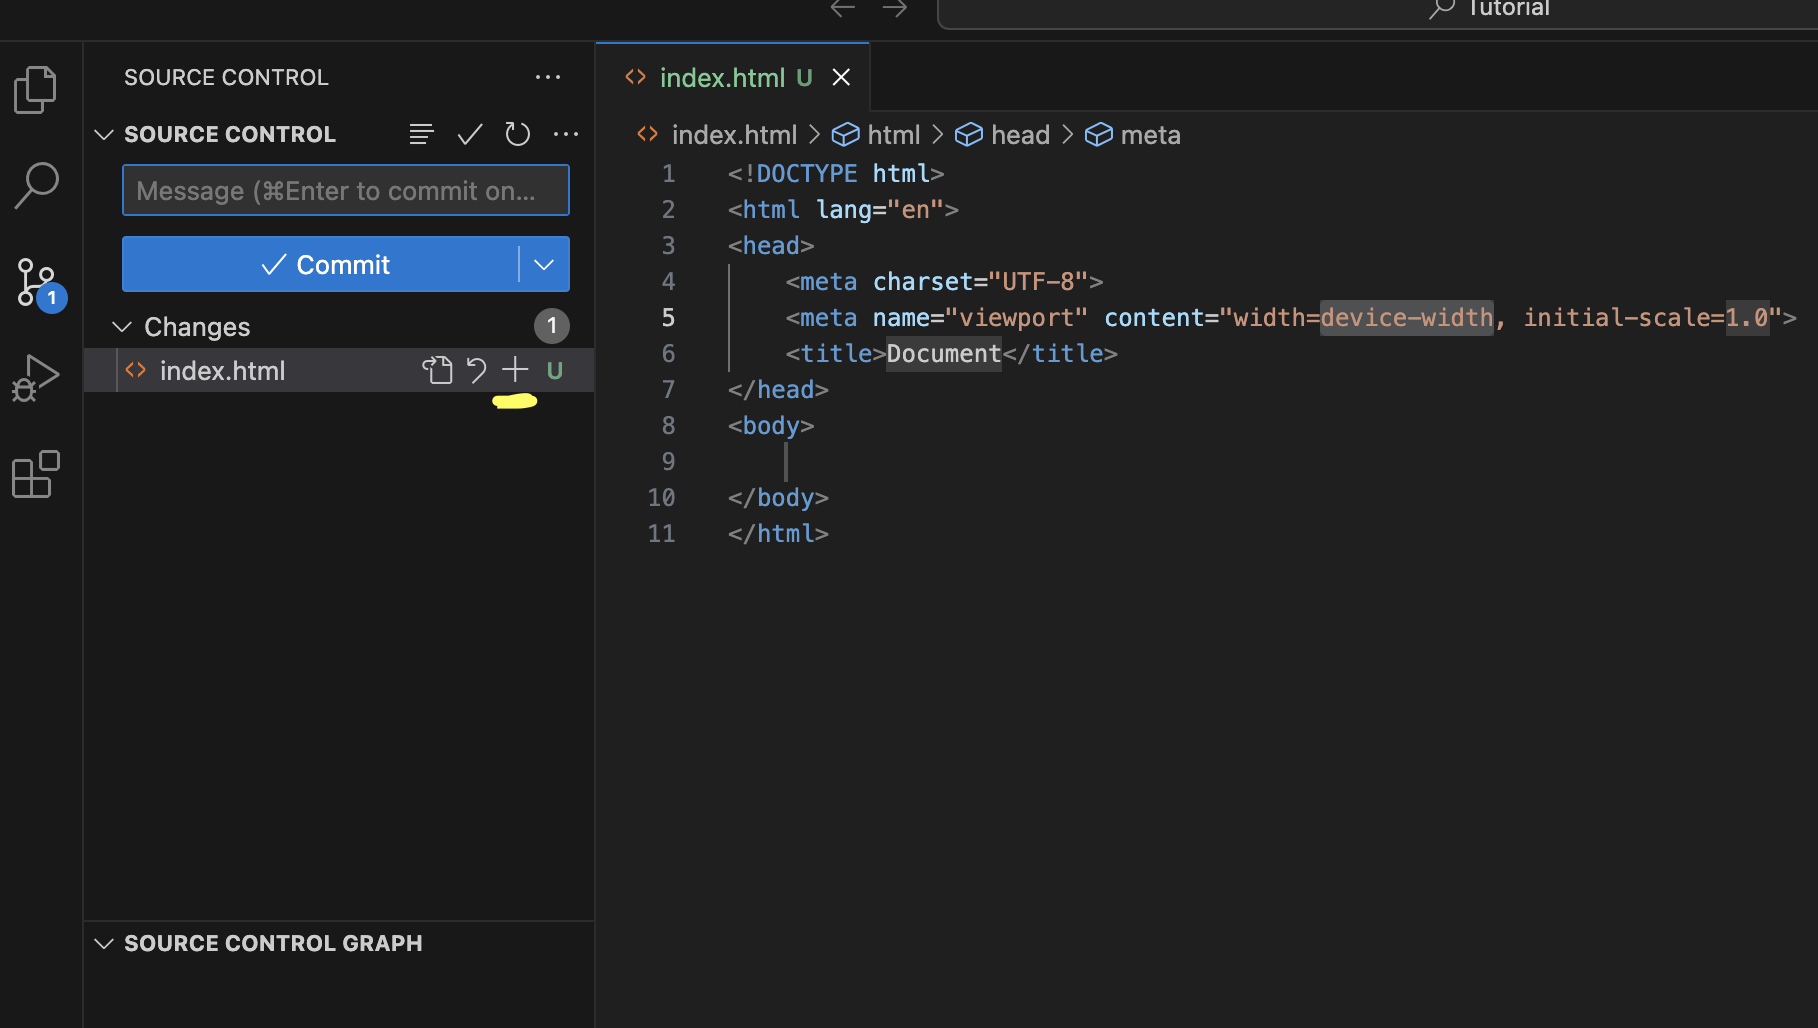 Tutorial
SOURCE CONTROL
SOURCE CONTROL
Message (⌘Enter to commit on...
Commit
Changes 1
index.html U
1
SOURCE CONTROL GRAPH
index.html U
index.html > html > head > meta
1 <!DOCTYPE html>
2 <html lang="en">
3 <head>
4 <meta charset="UTF-8">
5 <meta name="viewport" content="width=device-width, initial-scale=1.0">
6 <title>Document</title>
7 </head>
8 <body>
9
10 </body>
11 </html>